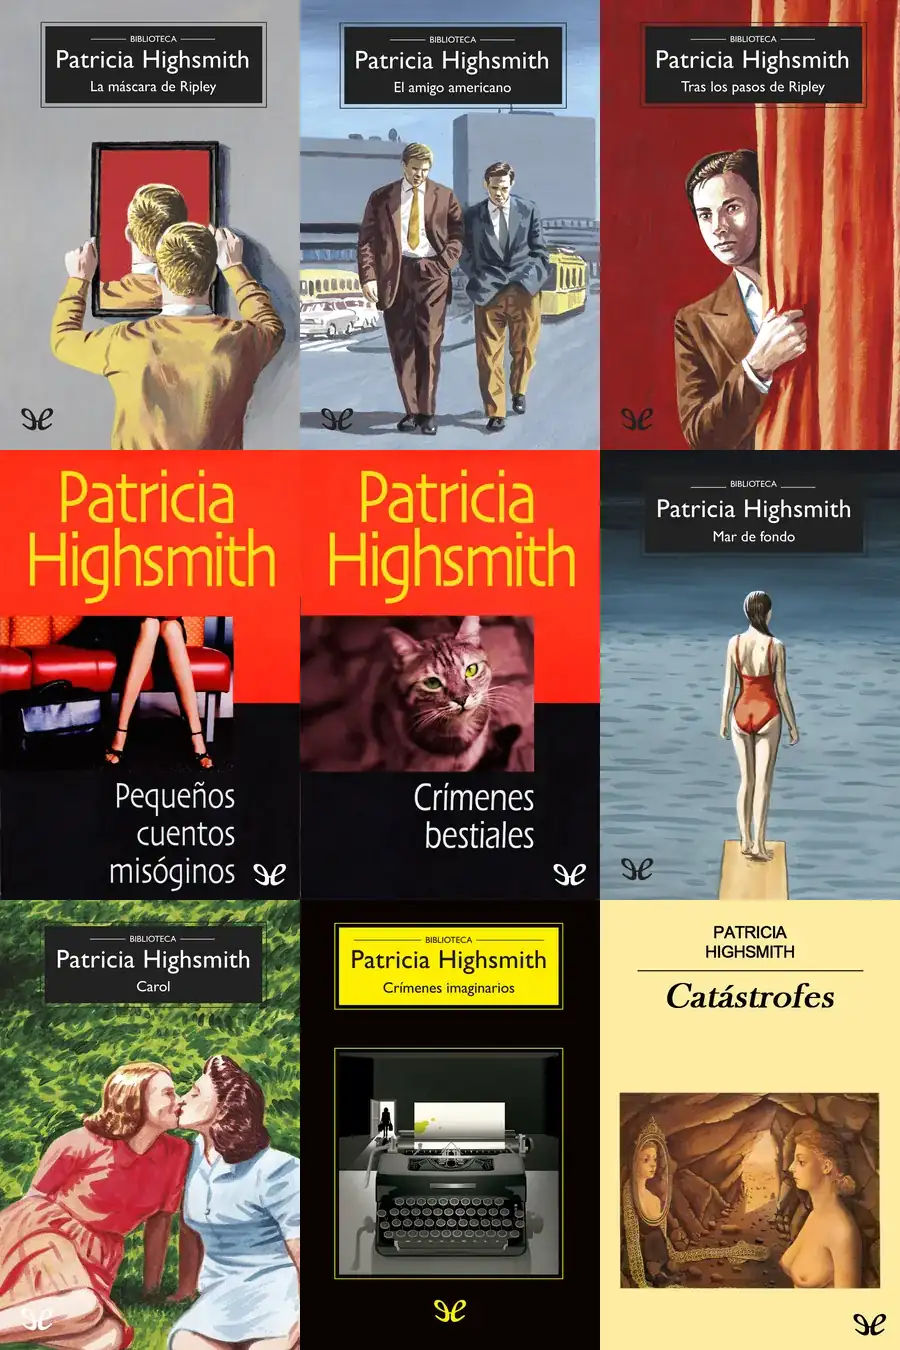 BIBLIOTECA
Patricia Highsmith
La máscara de Ripley
BIBLIOTECA
Patricia Highsmith
El amigo americano
BIBLIOTECA
Patricia Highsmith
Tras los pasos de Ripley
Patricia
Highsmith
Pequeños
cuentos
misóginos
Patricia
Highsmith
Crímenes
bestiales
BIBLIOTECA
Patricia Highsmith
Mar de fondo
BIBLIOTECA
Patricia Highsmith
Carol
BIBLIOTECA
Patricia Highsmith
Crímenes imaginarios
PATRICIA
HIGHSMITH
Catástrofes